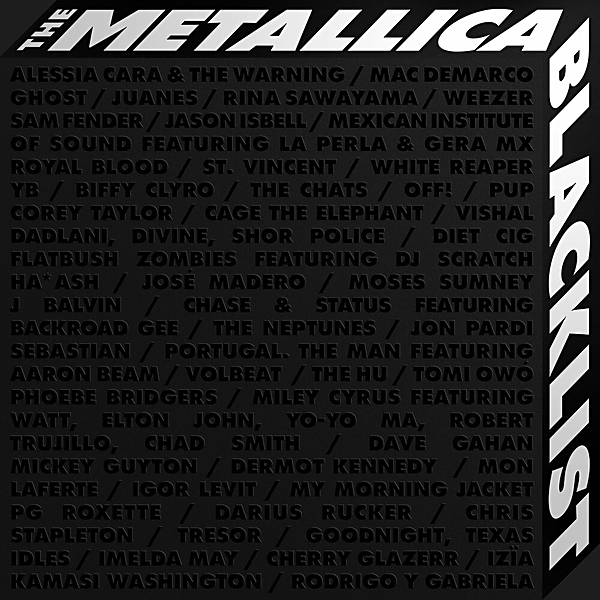 THE METALLICA
BLACKLIST
ALESSIA CARA & THE WARNING / MAC DEMARCO
GHOST / JUANES / RINA SAWAYAMA / WEEZER
SAM FENDER / JASON ISBELL / MEXICAN INSTITUTE
OF SOUND FEATURING LA PERLA & GERA MX
ROYAL BLOOD / ST. VINCENT / WHITE REAPER
YB / BIFFY CLYRO / THE CHATS / OFF! / PUP
COREY TAYLOR / CAGE THE ELEPHANT / VISHAL
DADLANI, DIVINE, SHOR POLICE / DIET CIG
FLATBUSH ZOMBIES FEATURING DJ SCRATCH
HA*ASH / JOSÉ MADERO / MOSES SUMNEY
J BALVIN / CHASE & STATUS FEATURING
BACKROAD GEE / THE NEPTUNES / JON PARDI
SEBASTIAN / PORTUGAL. THE MAN FEATURING
AARON BEAM / VOLBEAT / THE HU / TOMI OWÓ
PHOEBE BRIDGERS / MILEY CYRUS FEATURING
WATT, ELTON JOHN, YO-YO MA, ROBERT
TRUJILLO, CHAD SMITH / DAVE GAHAN
MICKEY GUYTON / DERMOT KENNEDY / MON
LAFERTE / IGOR LEVIT / MY MORNING JACKET
PG ROXETTE / DARIUS RUCKER / CHRIS
STAPLETON / TRESOR / GOODNIGHT, TEXAS
IDLES / IMELDA MAY / CHERRY GLAZERR / IZÏA
KAMASI WASHINGTON / RODRIGO Y GABRIELA